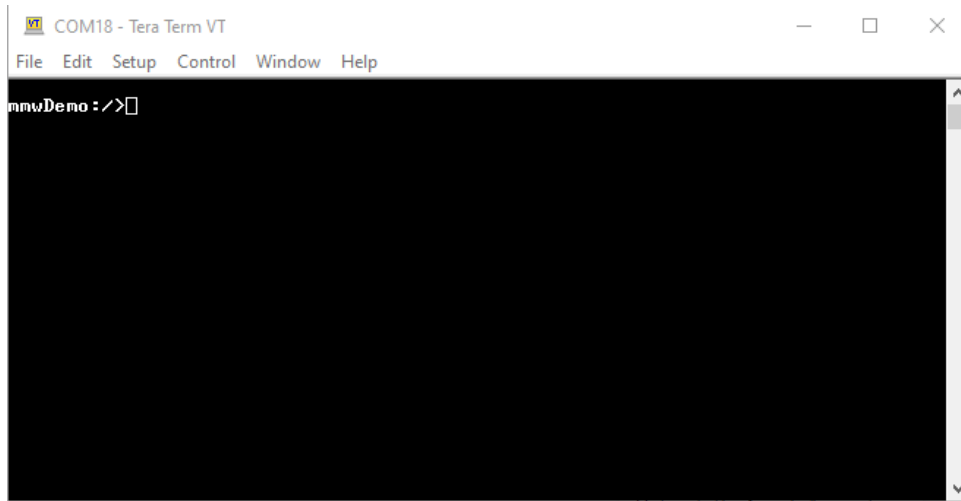 COM18 - Tera Term VT
File Edit Setup Control Window Help
mmwDemo:/>